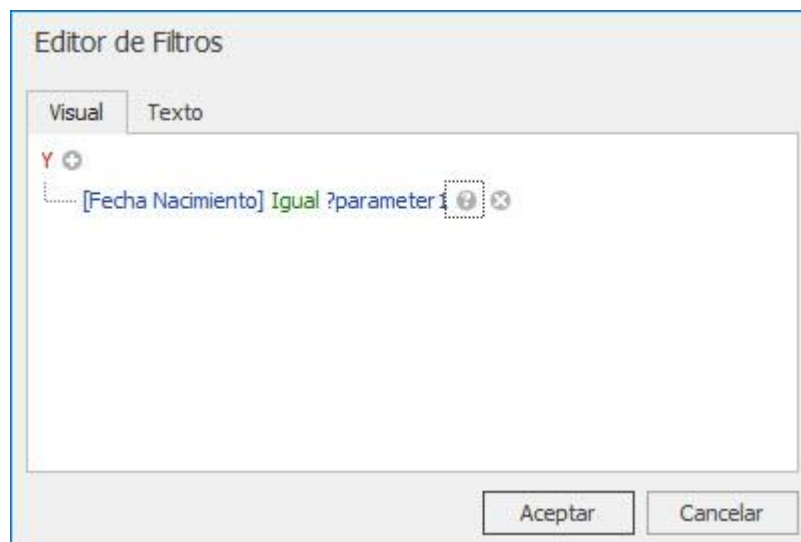 Editor de Filtros
Visual Texto
Y
[Fecha Nacimiento] Igual ?parameter1
Aceptar Cancelar